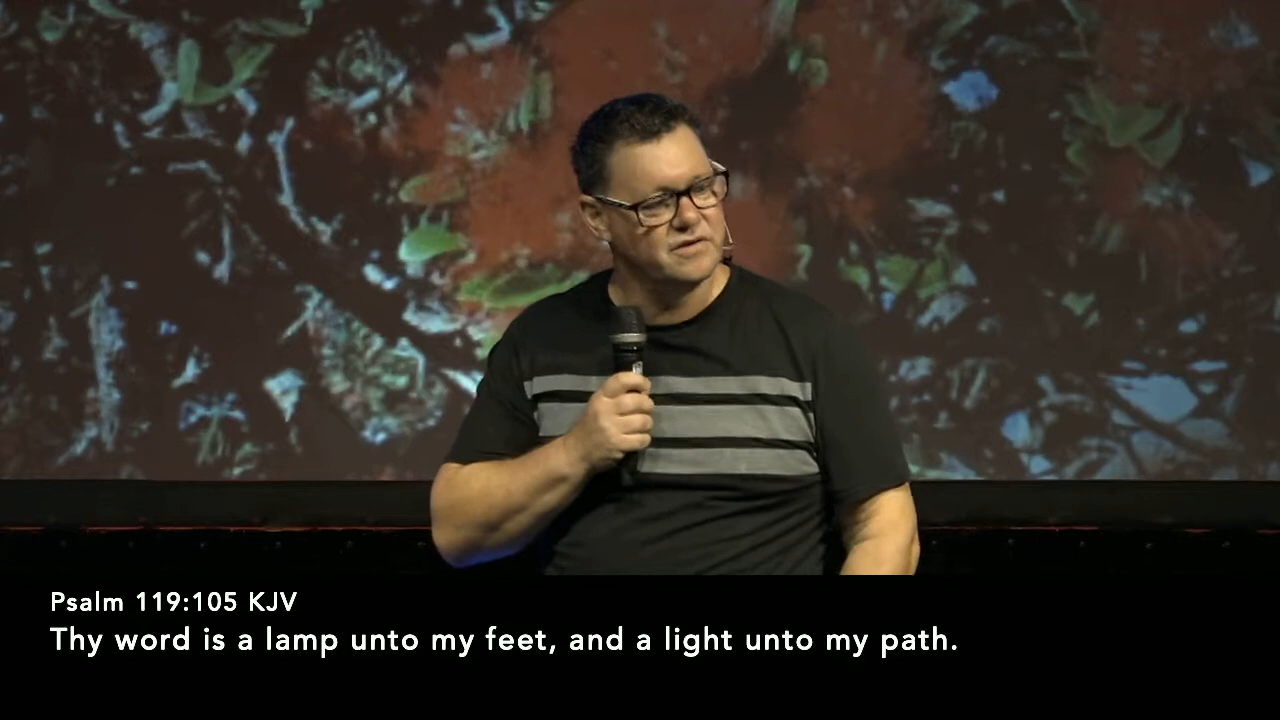 Psalm 119:105 KJV
Thy word is a lamp unto my feet, and a light unto my path.